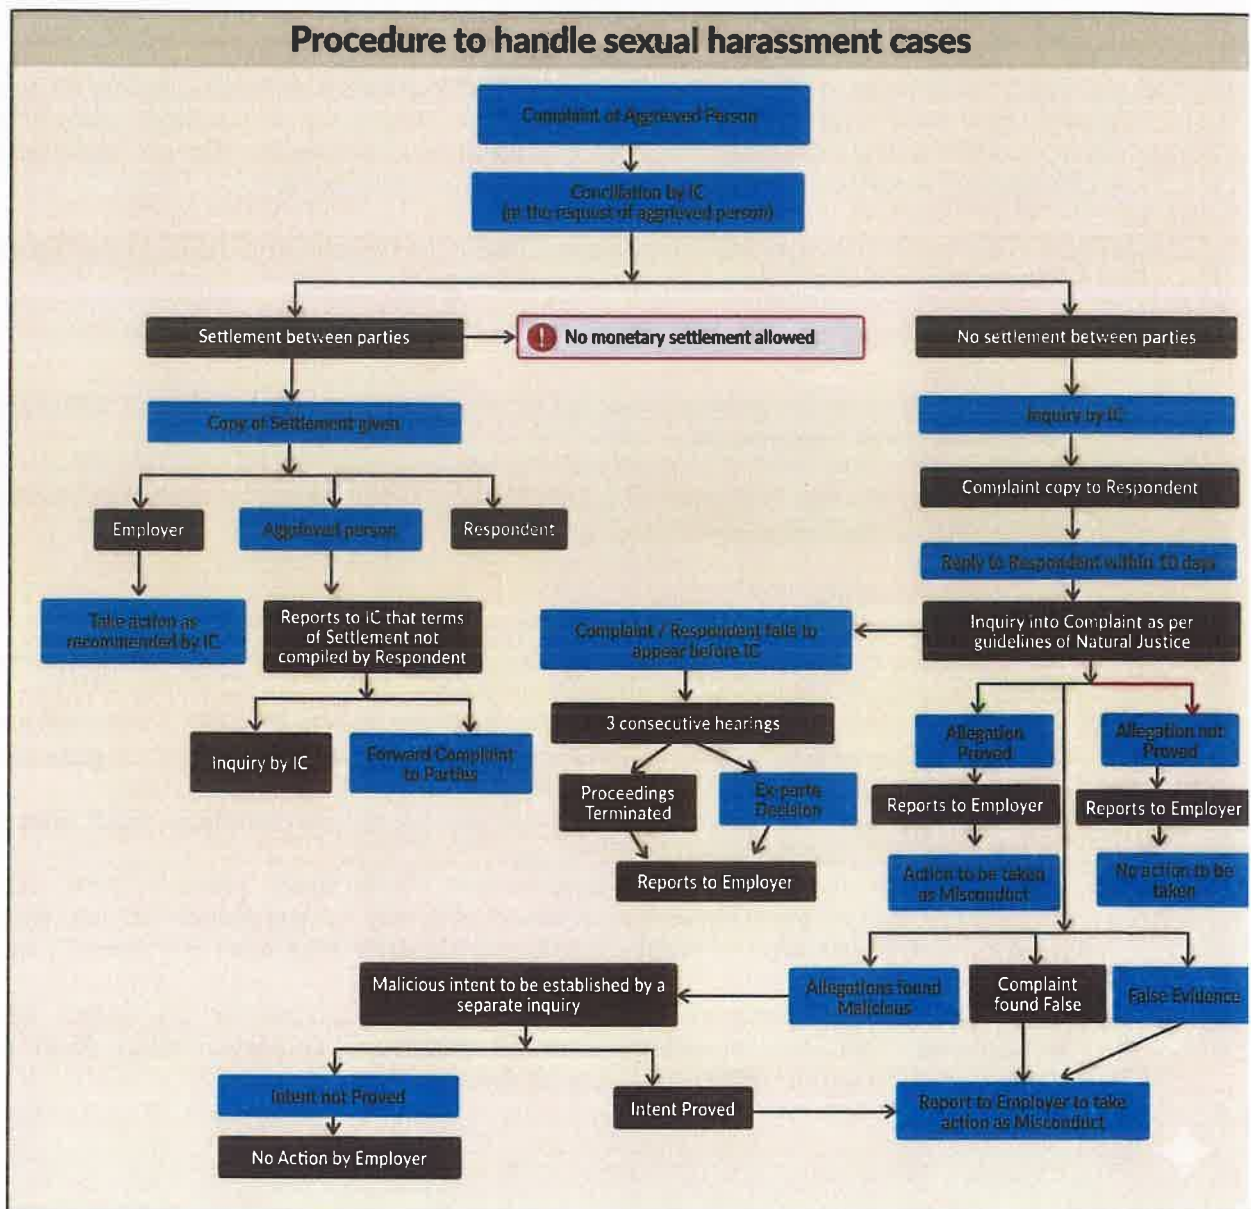 Procedure to handle sexual harassment cases
Complaint of Aggrieved Person
Conciliation by IC
(at the request of aggrieved person)
Settlement between parties
! No monetary settlement allowed
No settlement between parties
Copy of Settlement given
Inquiry by IC
Complaint copy to Respondent
Employer
Aggrieved person
Respondent
Reply to Respondent within 10 days
Take action as
recommended by IC
Reports to IC that terms
of Settlement not
compiled by Respondent
Complaint / Respondent fails to
appear before IC
Inquiry into Complaint as per
guidelines of Natural Justice
Inquiry by IC
Forward Complaint
to Parties
3 consecutive hearings
Allegation
Proved
Allegation not
Proved
Proceedings
Terminated
Ex-parte
Decision
Reports to Employer
Reports to Employer
Reports to Employer
Action to be taken
as Misconduct
No action to be
taken
Malicious intent to be established by a
separate inquiry
Allegations found
Malicious
Complaint
found False
False Evidence
Intent not Proved
Intent Proved
Report to Employer to take
action as Misconduct
No Action by Employer